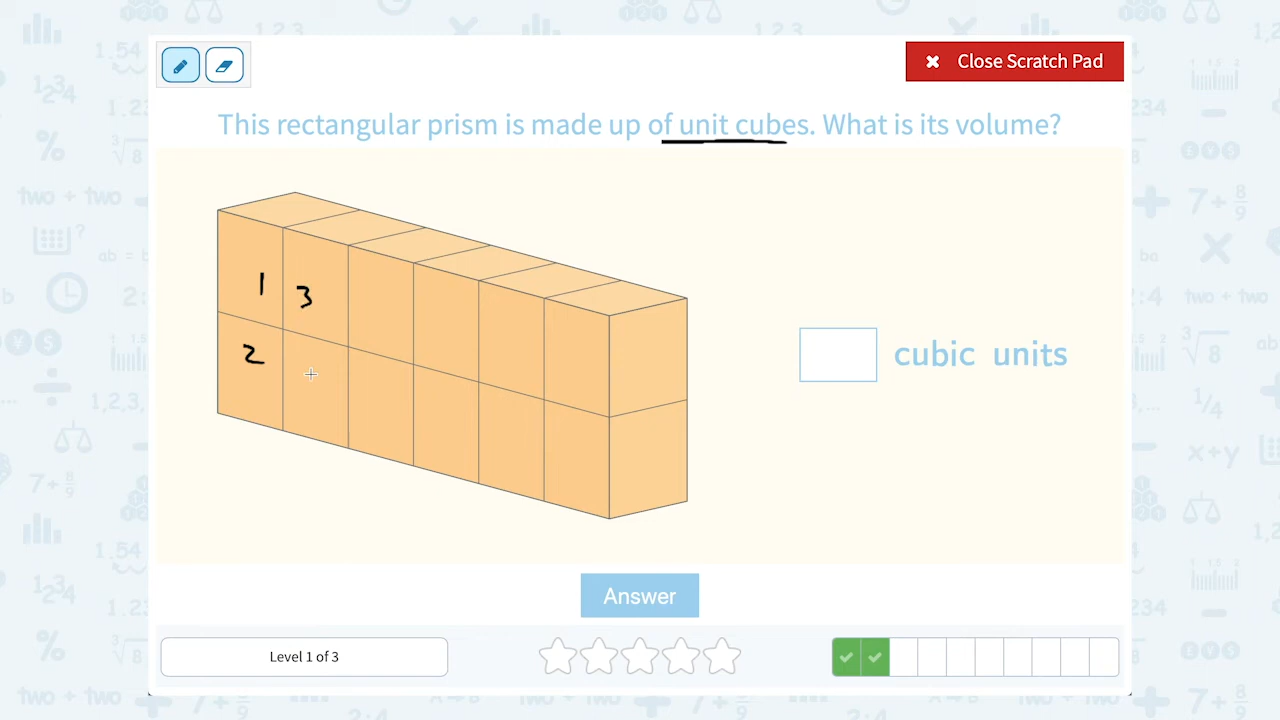 Close Scratch Pad
This rectangular prism is made up of unit cubes. What is its volume?
1 3
2
cubic units
Answer
Level 1 of 3